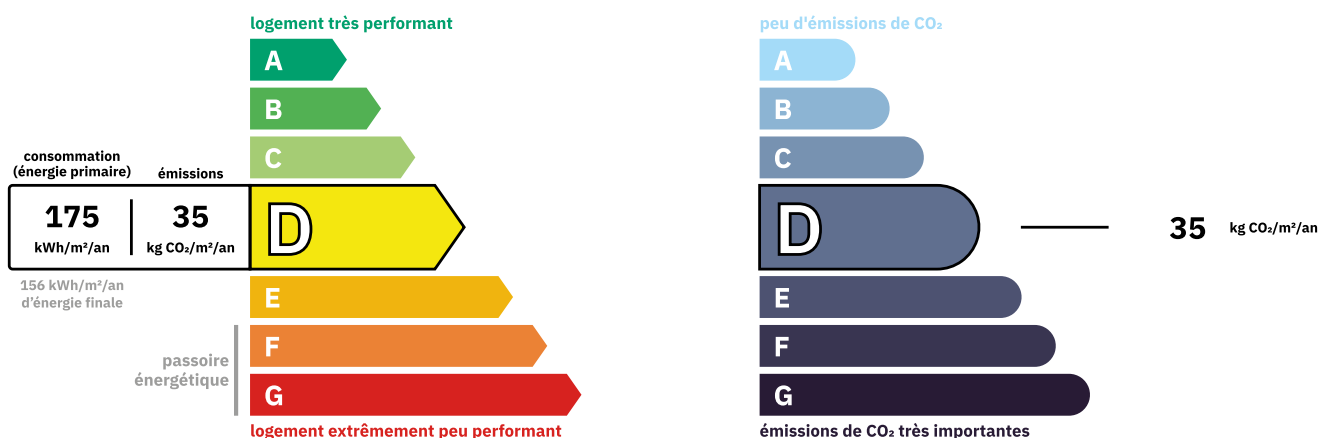 logement très performant
A
B
C
consommation
(énergie primaire)
émissions
175
kWh/m²/an
35
kg CO₂/m²/an
D
156 kWh/m²/an
d’énergie finale
E
passoire
énergétique
F
G
logement extrêmement peu performant
peu d'émissions de CO₂
A
B
C
D
35 kg CO₂/m²/an
E
F
G
émissions de CO₂ très importantes